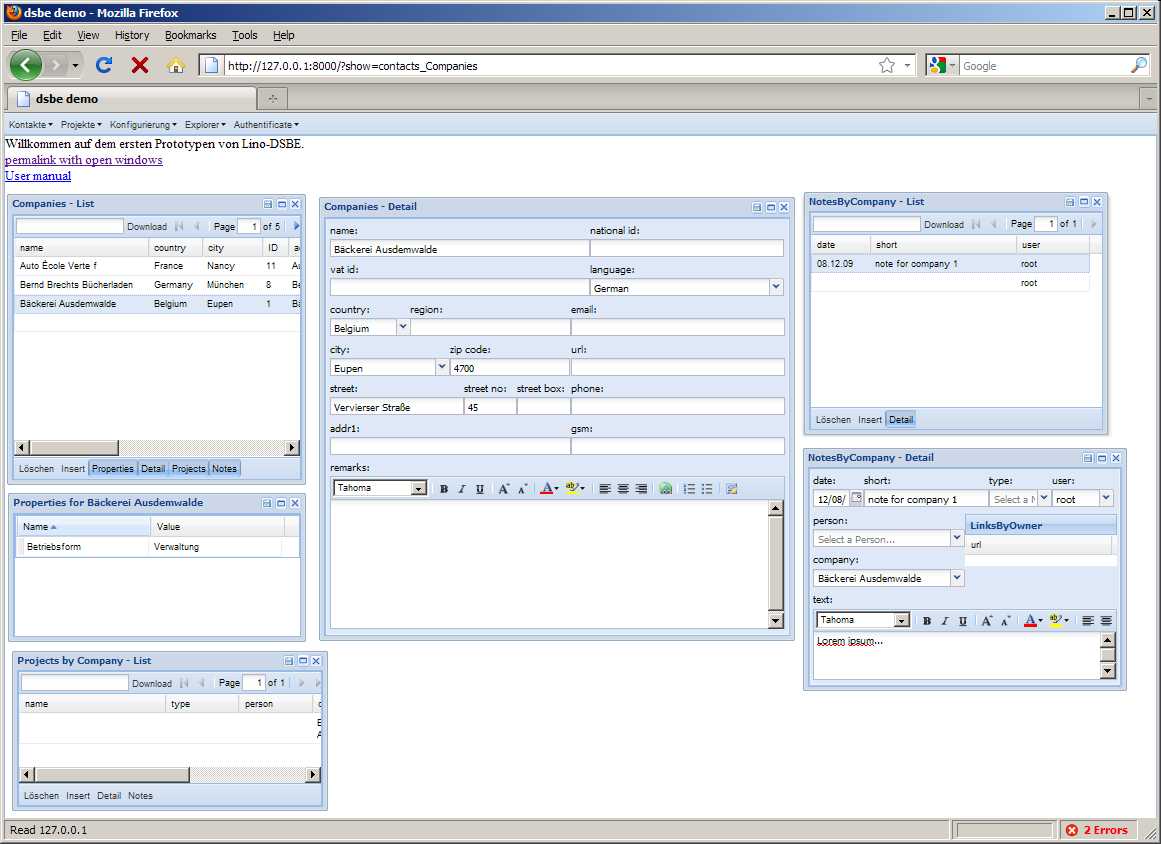 dsbe demo - Mozilla Firefox
File Edit View History Bookmarks Tools Help
http://127.0.0.1:8000/?show=contacts_Companies
Google
dsbe demo
Kontakte Projekte Konfigurierung Explorer Authentificate
Willkommen auf dem ersten Prototypen von Lino-DSBE.
permalink with open windows
User manual
Companies - List
Download Page 1 of 5
name country city ID
Auto École Verte f France Nancy 11
Bernd Brechts Bücherladen Germany München 8
Bäckerei Ausdemwalde Belgium Eupen 1
Löschen Insert Properties Detail Projects Notes
Properties for Bäckerei Ausdemwalde
Name Value
Betriebsform Verwaltung
Projects by Company - List
Download Page 1 of 1
name type person
Löschen Insert Detail Notes
Companies - Detail
name: national id:
Bäckerei Ausdemwalde
vat id: language:
German
country: region: email:
Belgium
city: zip code: url:
Eupen 4700
street: street no: street box: phone:
Vervierser Straße 45
addr1: gsm:
remarks:
Tahoma B I U A A A ab
NotesByCompany - List
Download Page 1 of 1
date short user
08.12.09 note for company 1 root
root
Löschen Insert Detail
NotesByCompany - Detail
date: short: type: user:
12/08/ note for company 1 Select a root
person: LinksByOwner
Select a Person... url
company:
Bäckerei Ausdemwalde
text:
Tahoma B I U A A A ab
Lorem ipsum...
Read 127.0.0.1
2 Errors